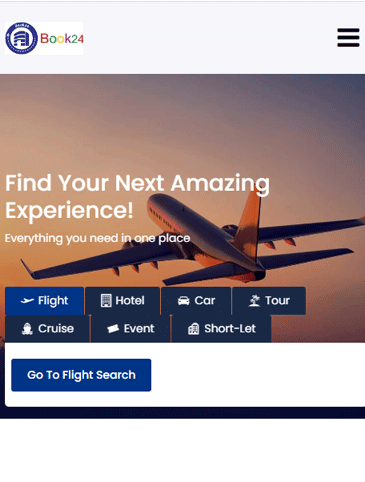 Book24
Find Your Next Amazing
Experience!
Everything you need in one place
Flight
Hotel
Car
Tour
Cruise
Event
Short-Let
Go To Flight Search